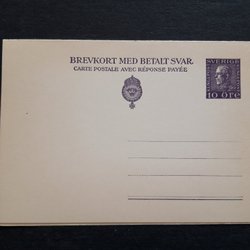 BREVKORT MED BETALT SVAR.
CARTE POSTALE AVEC RÉPONSE PAYÉE
SVERIGE
10 ÖRE